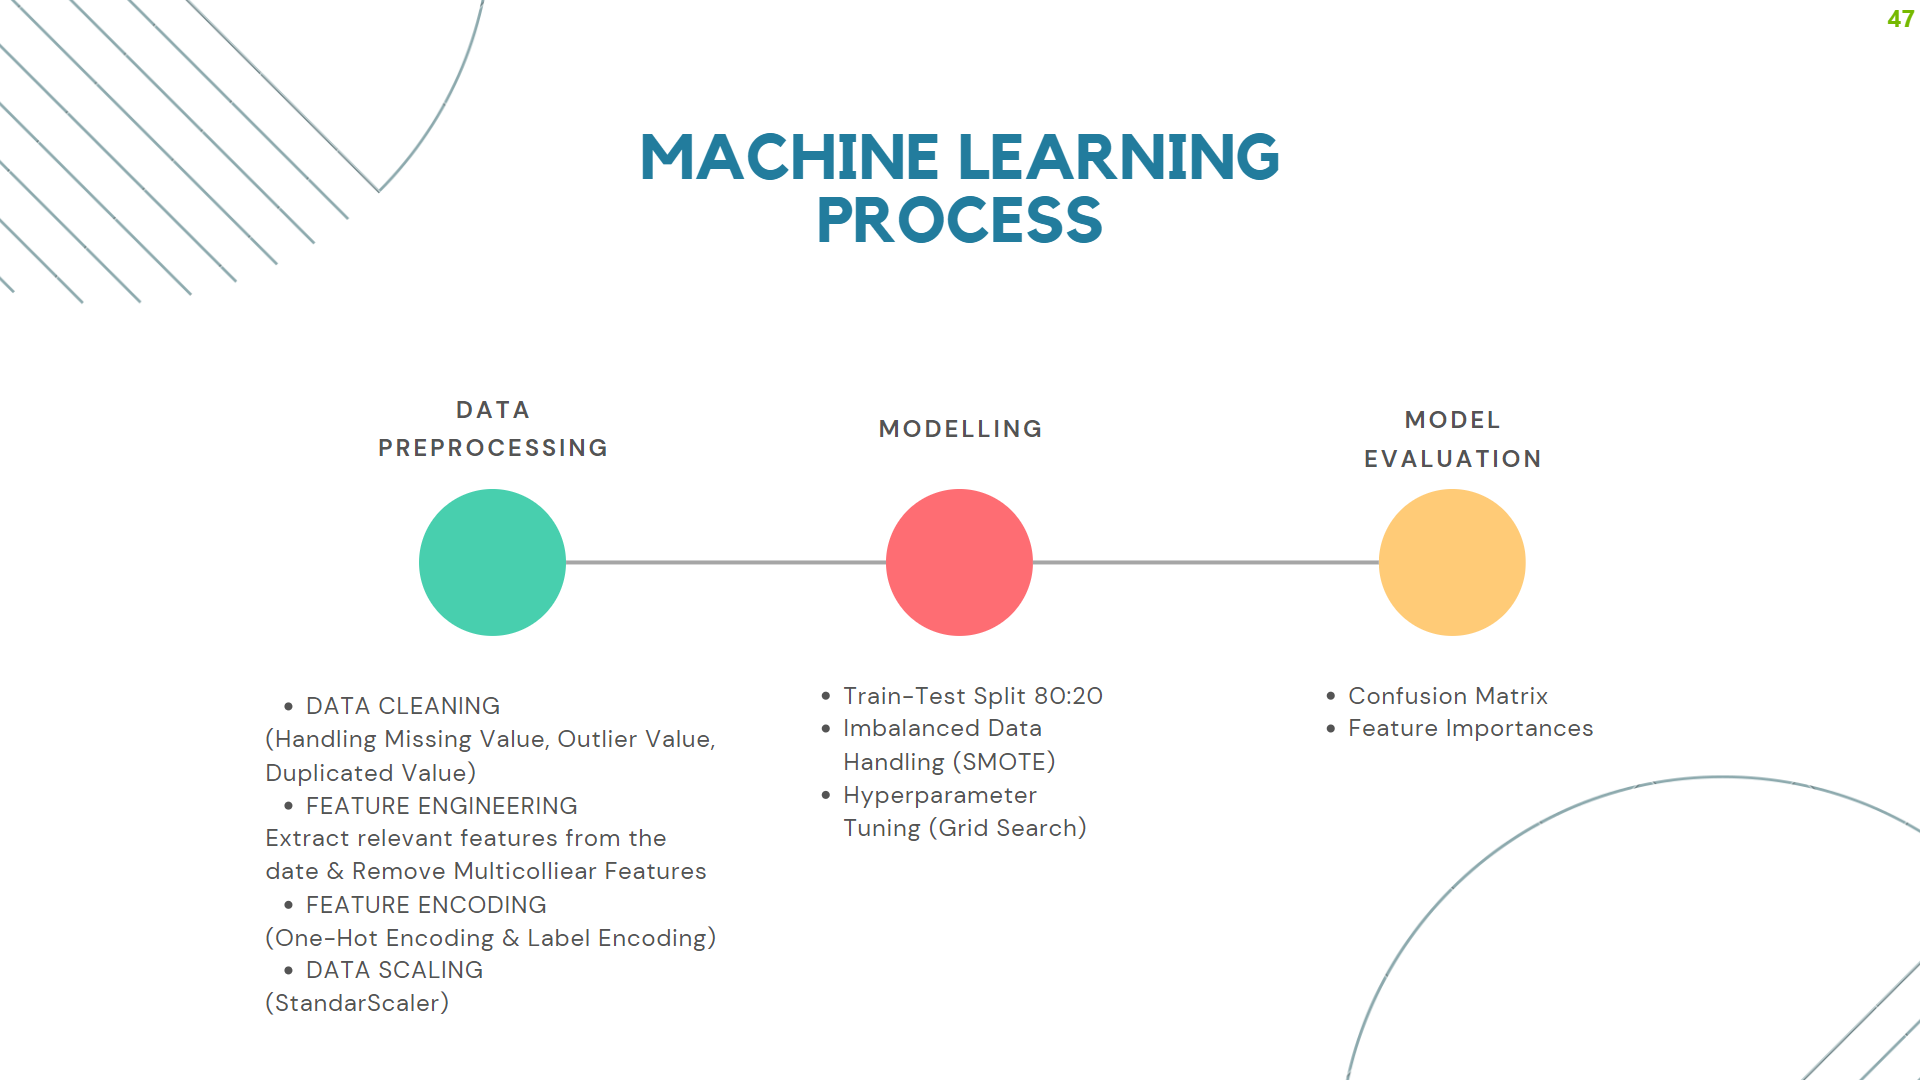 47
MACHINE LEARNING
PROCESS
DATA
PREPROCESSING
• DATA CLEANING
(Handling Missing Value, Outlier Value,
Duplicated Value)
• FEATURE ENGINEERING
Extract relevant features from the
date & Remove Multicolliear Features
• FEATURE ENCODING
(One-Hot Encoding & Label Encoding)
• DATA SCALING
(StandarScaler)
MODELLING
• Train-Test Split 80:20
• Imbalanced Data
Handling (SMOTE)
• Hyperparameter
Tuning (Grid Search)
MODEL
EVALUATION
• Confusion Matrix
• Feature Importances